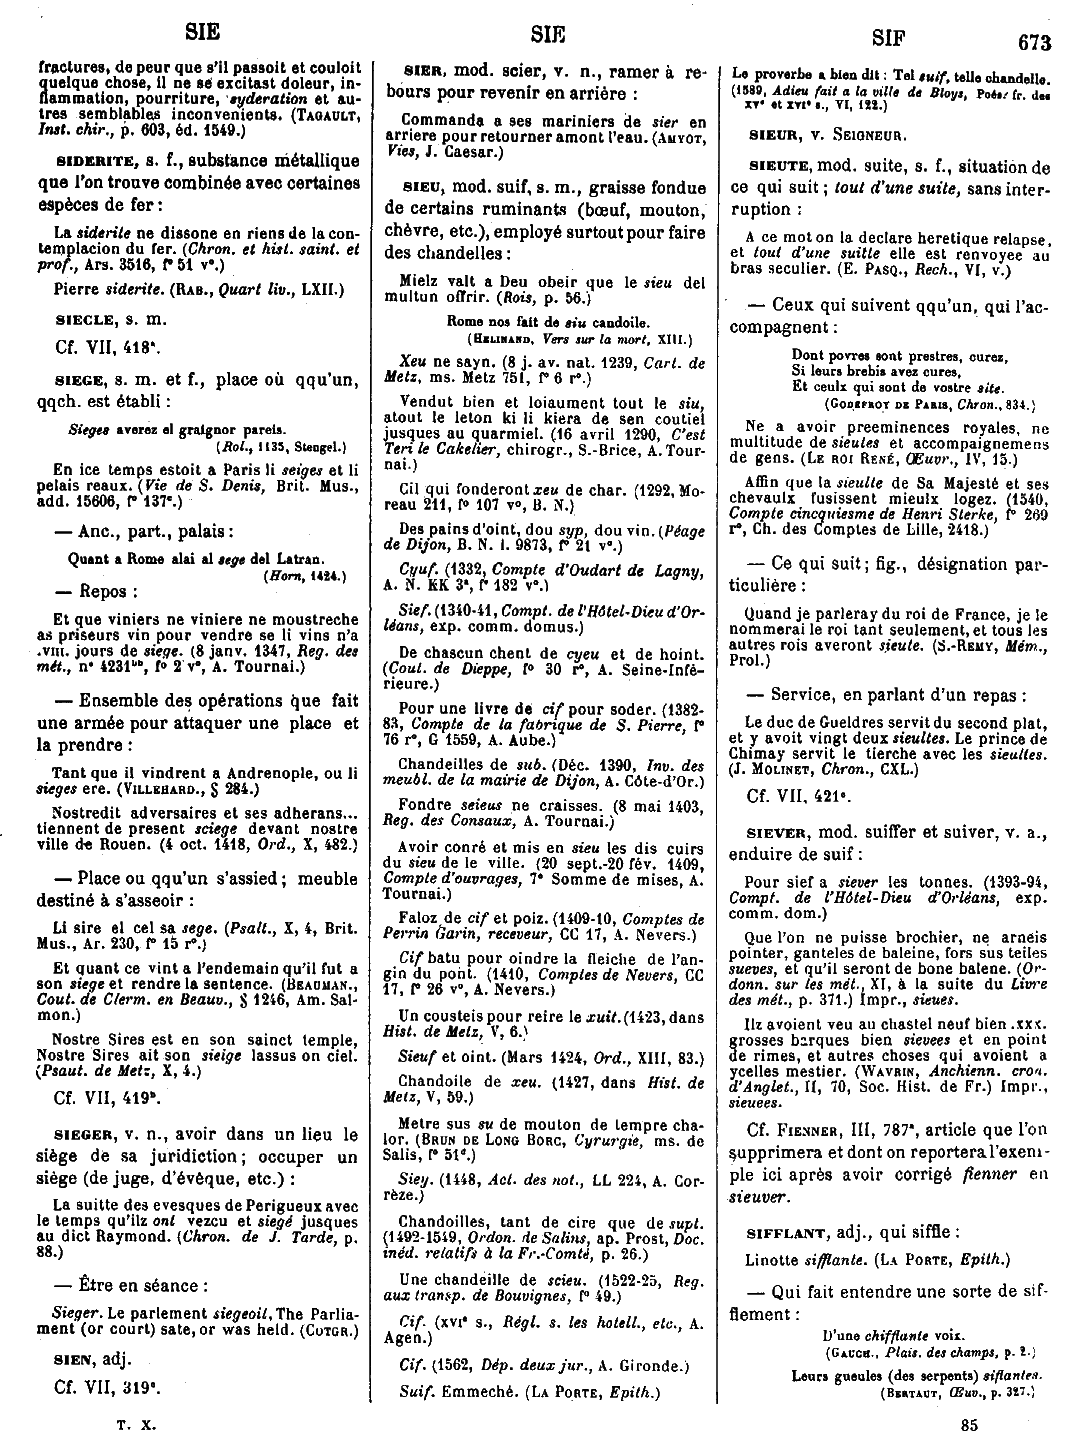 SIE
SIE
SIF
673
fractures, de peur que s'il passoit et couloit
quelque chose, il ne se excitast doleur, in-
flammation, pourriture, syderation et au-
tres semblables inconvenients. (TAGAULT,
Inst. chir., p. 603, éd. 1549.)
SIDERITE, s. f., substance métallique
que l'on trouve combinée avec certaines
espèces de fer :
La siderite ne dissone en riens de la con-
templacion du fer. (Chron. et hist. saint. et
prof., Ars. 3516, f° 51 v°.)
Pierre siderite. (RAB., Quart liv., LXII.)
SIECLE, s. m.
Cf. VII, 418ª.
SIEGE, s. m. et f., place où qqu'un,
qqch. est établi :
Sieges averez el graignor pareis.
(Rol., 1135, Stengel.)
En ice temps estoit a Paris li seiges et li
pelais reaux. (Vie de S. Denis, Brit. Mus.,
add. 15606, f° 137ª.)
— Anc., part., palais :
Quant a Rome alai al sege del Latran.
(Horn, 1424.)
— Repos :
Et que viniers ne viniere ne moustreche
as priseurs vin pour vendre se li vins n'a
.VIII. jours de siege. (8 janv. 1347, Reg. des
mét., n° 4231bis, f° 2 v°, A. Tournai.)
— Ensemble des opérations que fait
une armée pour attaquer une place et
la prendre :
Tant que il vindrent a Andrenople, ou li
sieges ere. (VILLEHARD., § 284.)
Nostredit adversaires et ses adherans...
tiennent de present sciege devant nostre
ville de Rouen. (4 oct. 1418, Ord., X, 482.)
— Place ou qqu'un s'assied ; meuble
destiné à s'asseoir :
Li sire el cel sa sege. (Psalt., X, 4, Brit.
Mus., Ar. 230, f° 15 r°.)
Et quant ce vint a l'endemain qu'il fut a
son siege et rendre la sentence. (BEAUMAN.,
Cout. de Clerm. en Beauv., § 1246, Am. Sal-
mon.)
Nostre Sires est en son sainct temple,
Nostre Sires ait son sieige lassus on ciel.
(Psaut. de Metz, X, 4.)
Cf. VII, 419ᵇ.
SIEGER, v. n., avoir dans un lieu le
siège de sa juridiction ; occuper un
siège (de juge, d'évêque, etc.) :
La suitte des evesques de Perigueux avec
le temps qu'ilz ont vezcu et siegé jusques
au dict Raymond. (Chron. de J. Tarde, p.
88.)
— Être en séance :
Sieger. Le parlement siegeoil, The Parlia-
ment (or court) sate, or was held. (COTGR.)
SIEN, adj.
Cf. VII, 319ª.
SIER, mod. scier, v. n., ramer à re-
bours pour revenir en arrière :
Commanda a ses mariniers de sier en
arriere pour retourner amont l'eau. (AMYOT,
Vies, J. Caesar.)
SIEU, mod. suif, s. m., graisse fondue
de certains ruminants (bœuf, mouton,
chèvre, etc.), employé surtout pour faire
des chandelles :
Mielz valt a Deu obeir que le sieu del
multun offrir. (Rois, p. 56.)
Rome nos fait de siu candoile.
(HELINAND, Vers sur la mort, XIII.)
Xeu ne sayn. (8 j. av. nat. 1239, Cart. de
Metz, ms. Metz 751, f° 6 r°.)
Vendut bien et loiaument tout le siu,
atout le leton ki li kiera de sen coutiel
jusques au quarmiel. (16 avril 1290, C'est
Teri le Cakelier, chirogr., S.-Brice, A. Tour-
nai.)
Cil qui fonderont xeu de char. (1292, Mo-
reau 211, f° 107 v°, B. N.)
Des pains d'oint, dou syp, dou vin. (Péage
de Dijon, B. N. l. 9873, f° 21 v°.)
Cyuf. (1332, Compte d'Oudart de Lagny,
A. N. KK 3ª, f° 182 v°.)
Sief. (1340-41, Compt. de l'Hôtel-Dieu d'Or-
léans, exp. comm. domus.)
De chascun chent de cyeu et de hoint.
(Cout. de Dieppe, f° 30 r°, A. Seine-Infé-
rieure.)
Pour une livre de cif pour soder. (1382-
83, Compte de la fabrique de S. Pierre, f°
76 r°, G 1559, A. Aube.)
Chandeilles de sub. (Déc. 1390, Inv. des
meubl. de la mairie de Dijon, A. Côte-d'Or.)
Fondre seieus ne craisses. (8 mai 1403,
Reg. des Consaux, A. Tournai.)
Avoir conré et mis en sieu les dis cuirs
du sieu de le ville. (20 sept.-20 fév. 1409,
Compte d'ouvrages, 7ª Somme de mises, A.
Tournai.)
Faloz de cif et poiz. (1409-10, Comptes de
Perrin Garin, receveur, CC 17, A. Nevers.)
Cif batu pour oindre la fleiche de l'an-
gin du pont. (1410, Comptes de Nevers, CC
17, f° 26 v°, A. Nevers.)
Un cousteis pour reire le xuit. (1423, dans
Hist. de Metz, V, 6.)
Sieuf et oint. (Mars 1424, Ord., XIII, 83.)
Chandoile de xeu. (1427, dans Hist. de
Metz, V, 59.)
Metre sus su de mouton de tempre cha-
lor. (BRUN DE LONG BORC, Cyrurgie, ms. de
Salis, f° 51ᵈ.)
Siey. (1448, Act. des not., LL 224, A. Cor-
rèze.)
Chandoilles, tant de cire que de supt.
(1492-1549, Ordon. de Salins, ap. Prost, Doc.
inéd. relatifs à la Fr.-Comté, p. 26.)
Une chandeille de scieu. (1522-25, Reg.
aux transp. de Bouvignes, f° 49.)
Cif. (XVIᵉ s., Régl. s. les hotell., etc., A.
Agen.)
Cif. (1562, Dép. deux jur., A. Gironde.)
Suif. Emmeché. (LA PORTE, Epith.)
Le proverbe a bien dit : Tel suif, telle chandelle.
(1589, Adieu fait a la ville de Bloys, Poés. fr. des
XVᵉ et XVIᵉ s., VI, 122.)
SIEUR, v. SEIGNEUR.
SIEUTE, mod. suite, s. f., situation de
ce qui suit ; tout d'une suite, sans inter-
ruption :
A ce mot on la declare heretique relapse,
et tout d'une suitte elle est renvoyee au
bras seculier. (E. PASQ., Rech., VI, v.)
— Ceux qui suivent qqu'un, qui l'ac-
compagnent :
Dont povres sont prestres, curez,
Si leurs brebis avez cures,
Et ceulx qui sont de vostre site.
(GODEFROY DE PARIS, Chron., 834.)
Ne a avoir preeminences royales, ne
multitude de sieutes et accompaignemens
de gens. (LE ROI RENÉ, Œuvr., IV, 15.)
Affin que la sieulte de Sa Majesté et ses
chevaulx fusissent mieulx logez. (1540,
Compte cincquiesme de Henri Sterke, f° 269
r°, Ch. des Comptes de Lille, 2418.)
— Ce qui suit ; fig., désignation par-
ticulière :
Quand je parleray du roi de France, je le
nommerai le roi tant seulement, et tous les
autres rois averont sieute. (S.-REMY, Mém.,
Prol.)
— Service, en parlant d'un repas :
Le duc de Gueldres servit du second plat,
et y avoit vingt deux sieultes. Le prince de
Chimay servit le tierche avec les sieultes.
(J. MOLINET, Chron., CXL.)
Cf. VII, 421ᵉ.
SIEVER, mod. suiffer et suiver, v. a.,
enduire de suif :
Pour sief a siever les tonnes. (1393-94,
Compt. de l'Hôtel-Dieu d'Orléans, exp.
comm. dom.)
Que l'on ne puisse brochier, ne arneis
pointer, ganteles de baleine, fors sus teiles
sueves, et qu'il seront de bone balene. (Or-
donn. sur les mét., XI, à la suite du Livre
des mét., p. 371.) Impr., sieues.
Ilz avoient veu au chastel neuf bien .XXX.
grosses barques bien sievees et en point
de rimes, et autres choses qui avoient a
ycelles mestier. (WAVRIN, Anchienn. cron.
d'Anglet., II, 70, Soc. Hist. de Fr.) Impr.,
sieuees.
Cf. FIENNER, III, 787ª, article que l'on
supprimera et dont on reportera l'exem-
ple ici après avoir corrigé fienner en
sieuver.
SIFFLANT, adj., qui siffle :
Linotte sifflante. (LA PORTE, Epith.)
— Qui fait entendre une sorte de sif-
flement :
D'une chifflante voix.
(GAUCH., Plais. des champs, p. 2.)
Leurs gueules (des serpents) siflantes.
(BERTAUT, Œuv., p. 327.)
T. X.
85